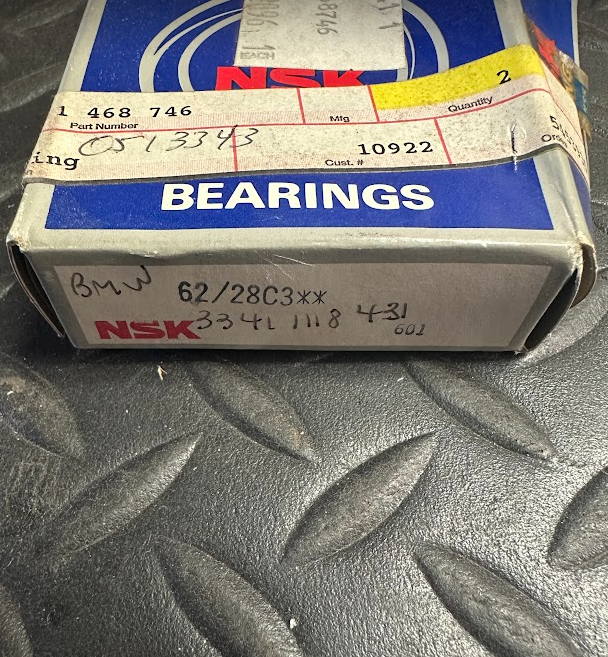 8746
NSK
1 468 746
2
Part Number
Mfg
Quantity
0513343
ing
10922
Cust. #
BEARINGS
BMW
62/28C3**
NSK
3341 1118 431
601